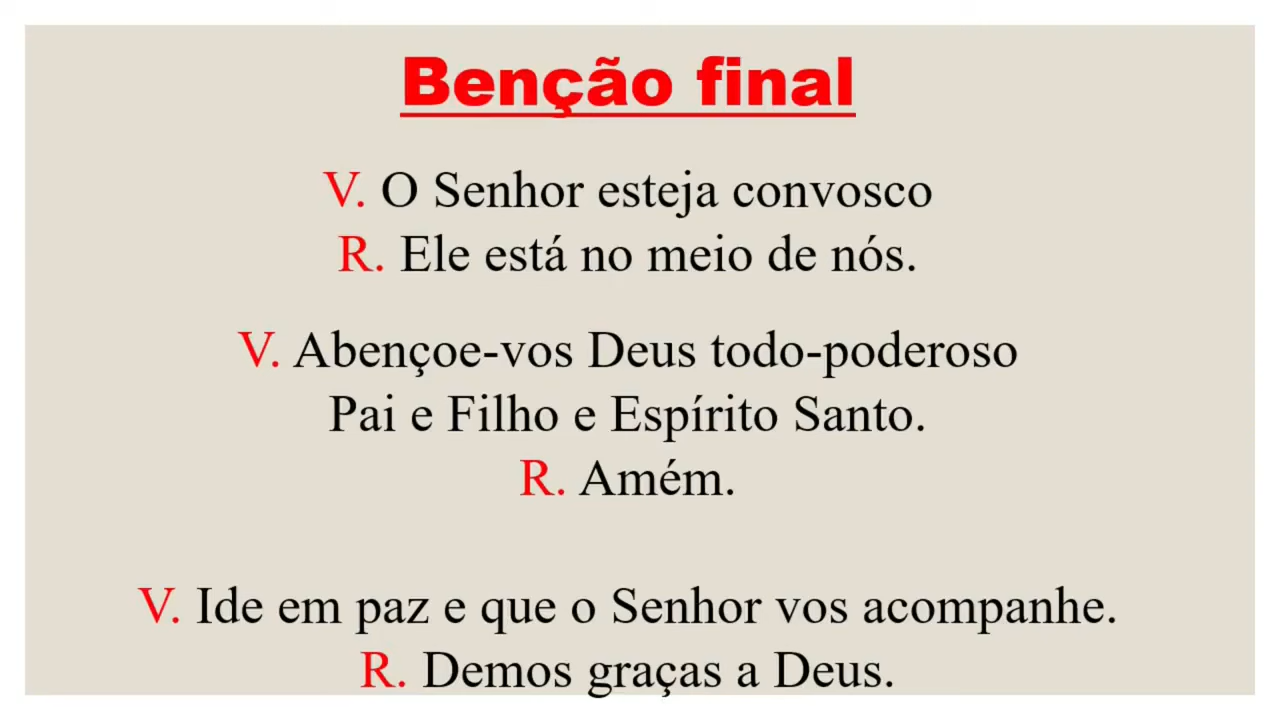 Benção final
V. O Senhor esteja convosco
R. Ele está no meio de nós.
V. Abençoe-vos Deus todo-poderoso
Pai e Filho e Espírito Santo.
R. Amém.
V. Ide em paz e que o Senhor vos acompanhe.
R. Demos graças a Deus.